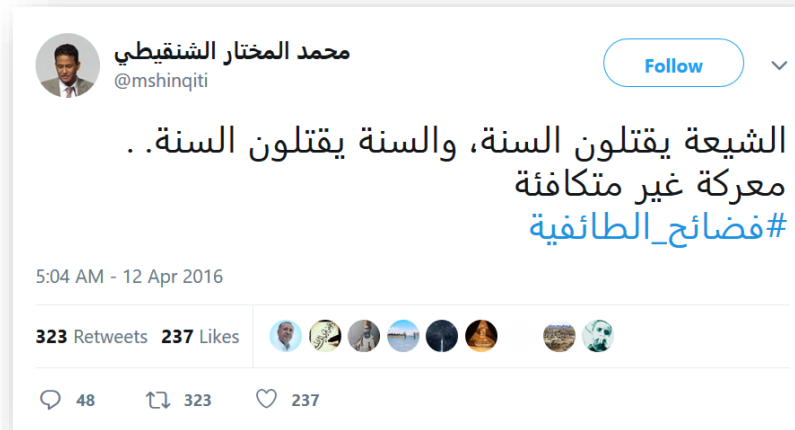 محمد المختار الشنقيطي
@mshinqiti
Follow
الشيعة يقتلون السنة، والسنة يقتلون السنة. .
معركة غير متكافئة
#فضائح_الطائفية
5:04 AM - 12 Apr 2016
323 Retweets 237 Likes
48 323 237